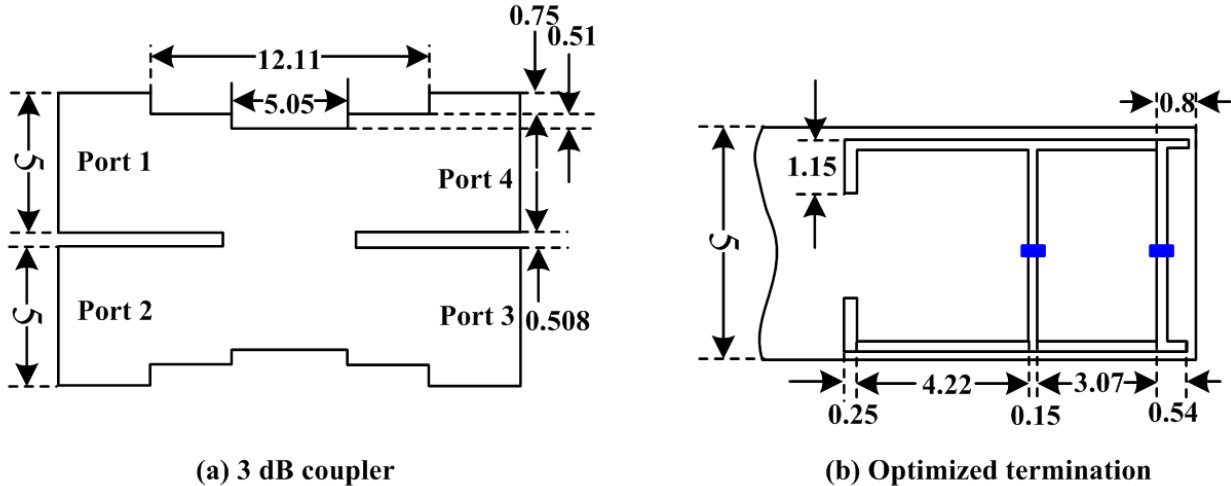 0.75
0.51
12.11
5.05
5
Port 1
Port 4
5
Port 2
Port 3
0.508
(a) 3 dB coupler
0.8
1.15
5
4.22
3.07
0.25
0.15
0.54
(b) Optimized termination